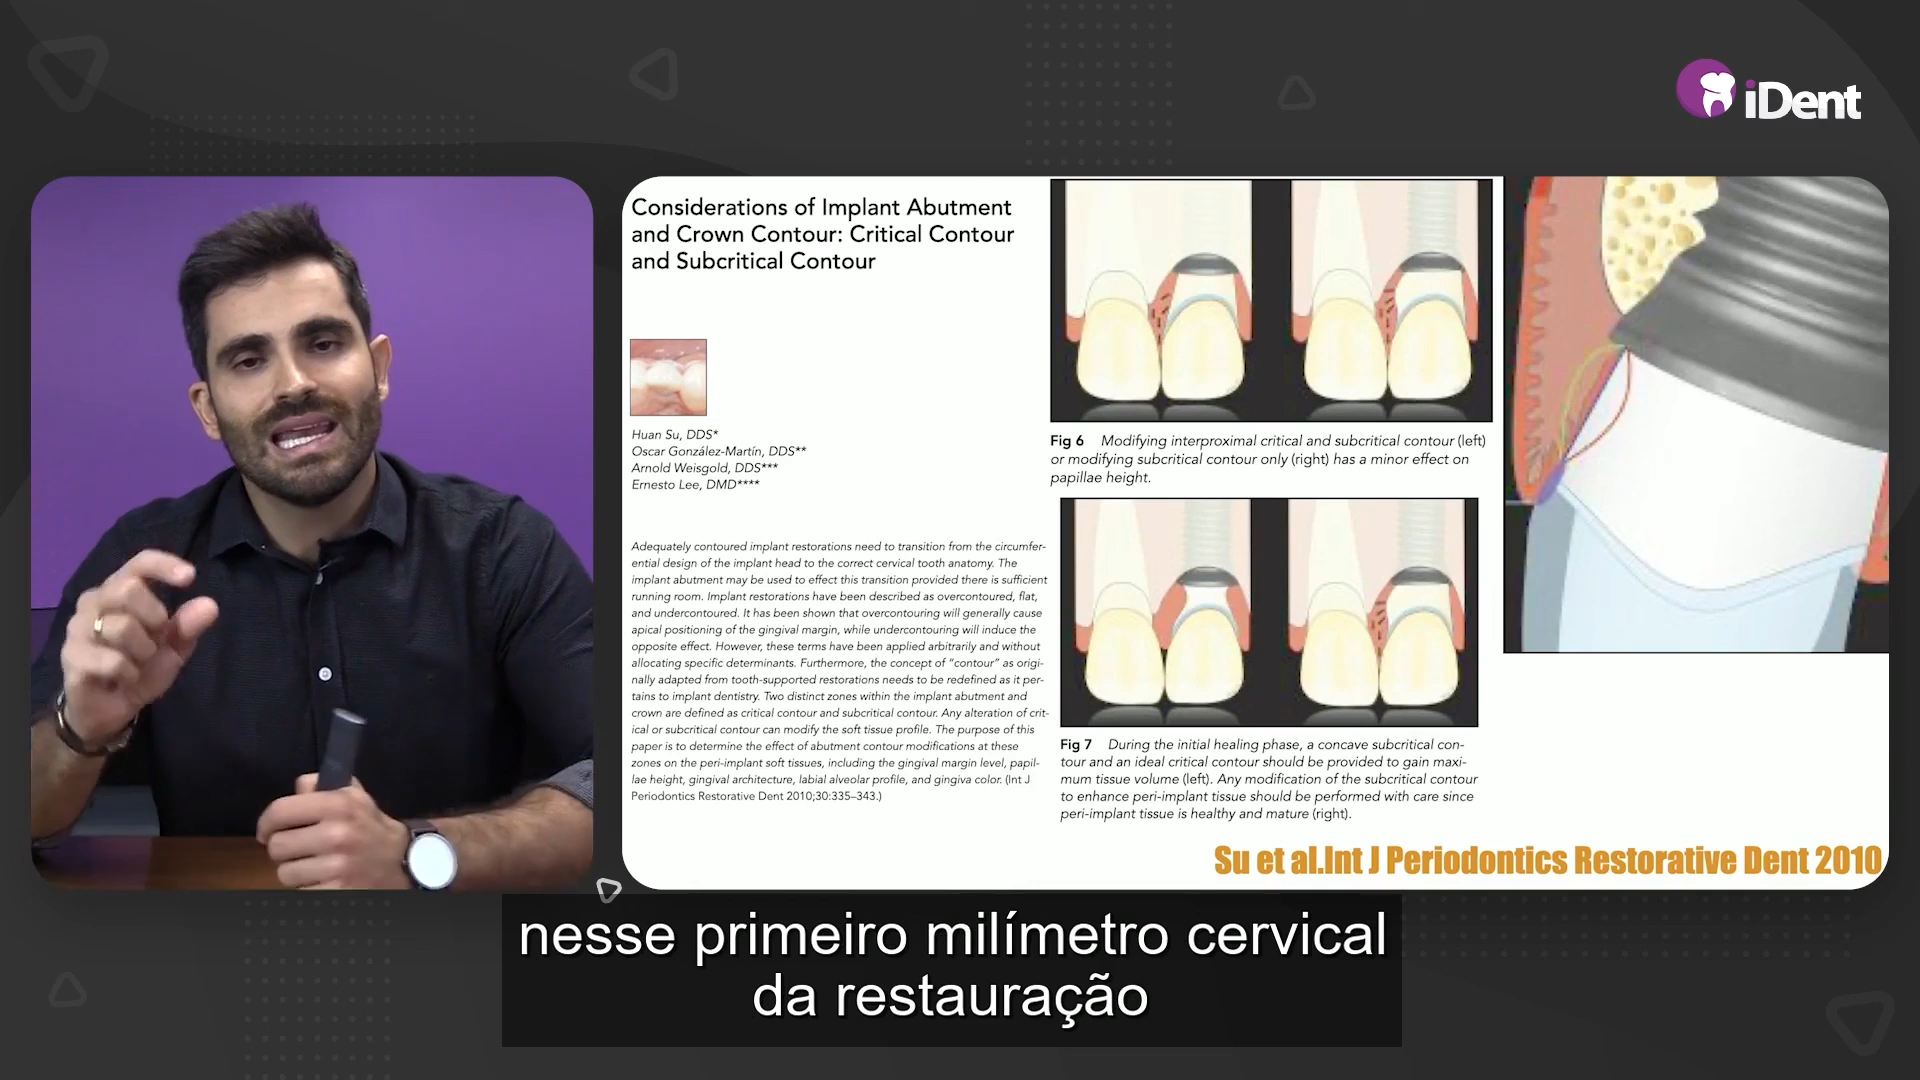 iDent
Considerations of Implant Abutment
and Crown Contour: Critical Contour
and Subcritical Contour
Huan Su, DDS*
Oscar González-Martín, DDS**
Arnold Weisgold, DDS***
Ernesto Lee, DMD****
Adequately contoured implant restorations need to transition from the circumfer-
ential design of the implant head to the correct cervical tooth anatomy. The
implant abutment may be used to effect this transition provided there is sufficient
running room. Implant restorations have been described as overcontoured, flat,
and undercontoured. It has been shown that overcontouring will generally cause
apical positioning of the gingival margin, while undercontouring will induce the
opposite effect. However, these terms have been applied arbitrarily and without
allocating specific determinants. Furthermore, the concept of “contour” as origi-
nally adapted from tooth-supported restorations needs to be redefined as it per-
tains to implant dentistry. Two distinct zones within the implant abutment and
crown are defined as critical contour and subcritical contour. Any alteration of crit-
ical or subcritical contour can modify the soft tissue profile. The purpose of this
paper is to determine the effect of abutment contour modifications at these
zones on the peri-implant soft tissues, including the gingival margin level, papil-
lae height, gingival architecture, labial alveolar profile, and gingiva color. (Int J
Periodontics Restorative Dent 2010;30:335–343.)
Fig 6 Modifying interproximal critical and subcritical contour (left)
or modifying subcritical contour only (right) has a minor effect on
papillae height.
Fig 7 During the initial healing phase, a concave subcritical con-
tour and an ideal critical contour should be provided to gain maxi-
mum tissue volume (left). Any modification of the subcritical contour
to enhance peri-implant tissue should be performed with care since
peri-implant tissue is healthy and mature (right).
Su et al.Int J Periodontics Restorative Dent 2010
nesse primeiro milímetro cervical
da restauração